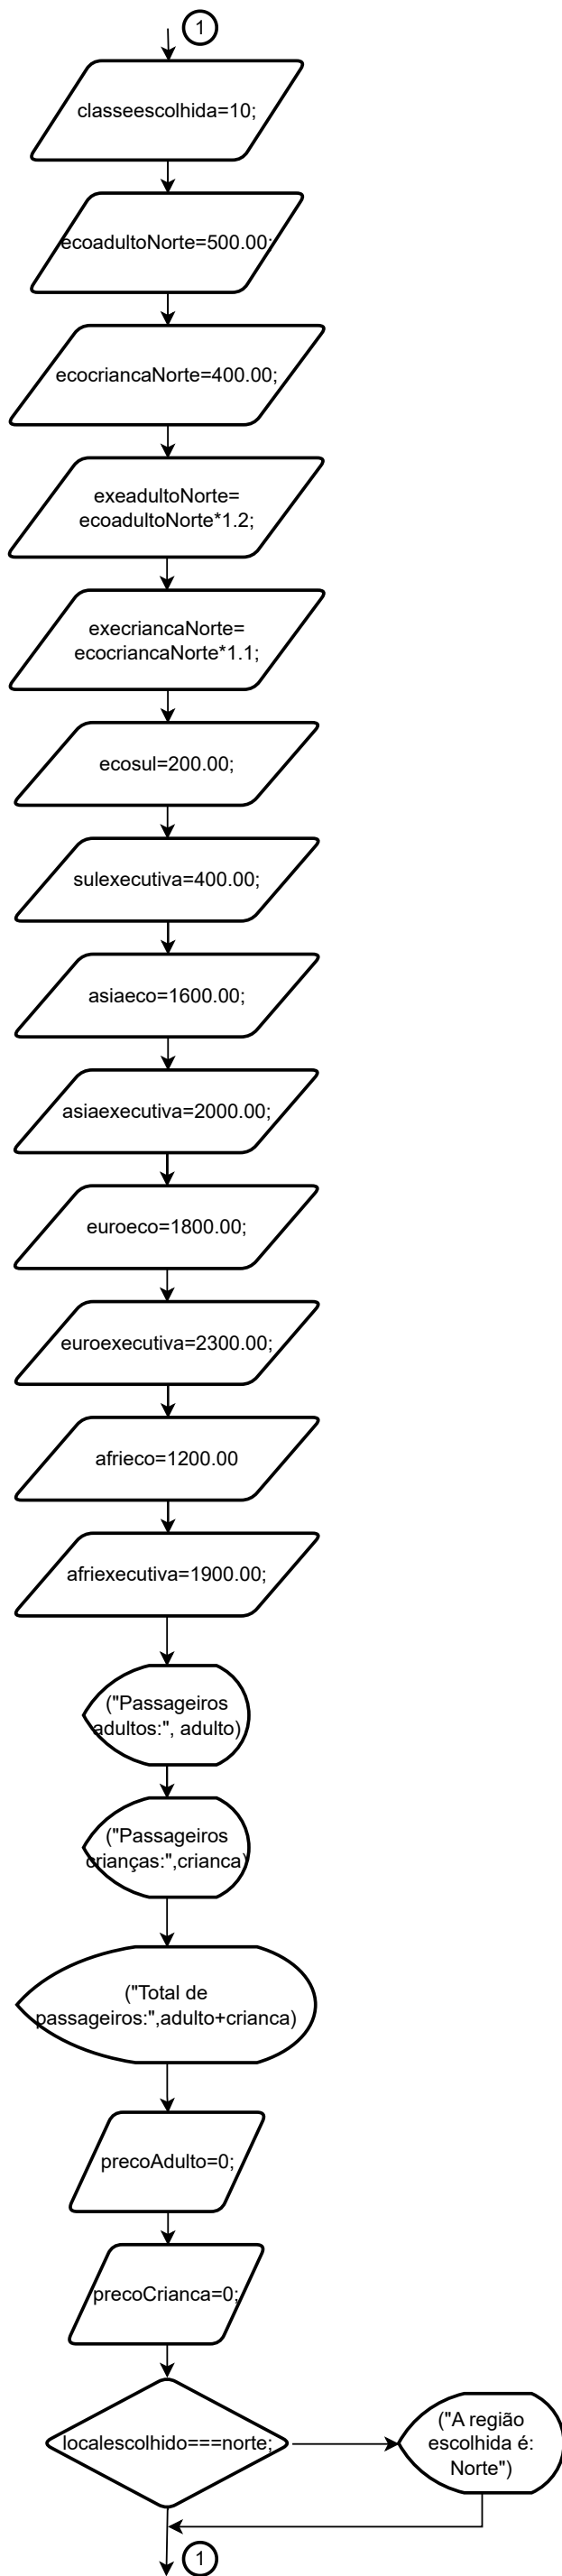 1
classeescolhida=10;
ecoadultoNorte=500.00;
ecocriancaNorte=400.00;
exeadultoNorte=
ecoadultoNorte*1.2;
execriancaNorte=
ecocriancaNorte*1.1;
ecosul=200.00;
sulexecutiva=400.00;
asiaeco=1600.00;
asiaexecutiva=2000.00;
euroeco=1800.00;
euroexecutiva=2300.00;
afrieco=1200.00
afriexecutiva=1900.00;
("Passageiros
adultos:", adulto)
("Passageiros
crianças:",crianca)
("Total de
passageiros:",adulto+crianca)
precoAdulto=0;
precoCrianca=0;
localescolhido===norte;
("A região
escolhida é:
Norte")
1